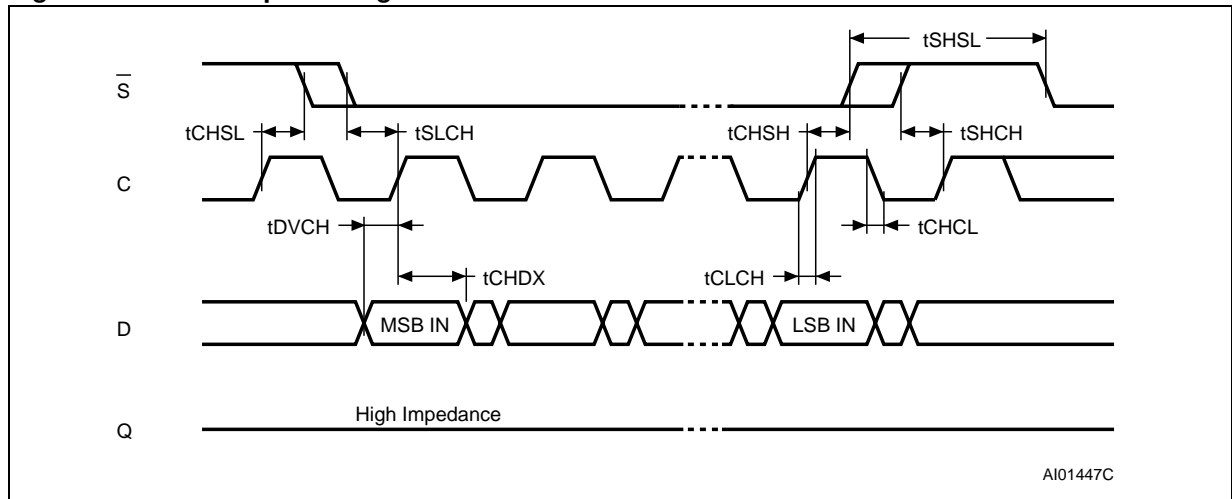 tSHSL
S
tCHSL
tSLCH
tCHSH
tSHCH
C
tDVCH
tCHCL
tCHDX
tCLCH
D
MSB IN
LSB IN
High Impedance
Q
AI01447C